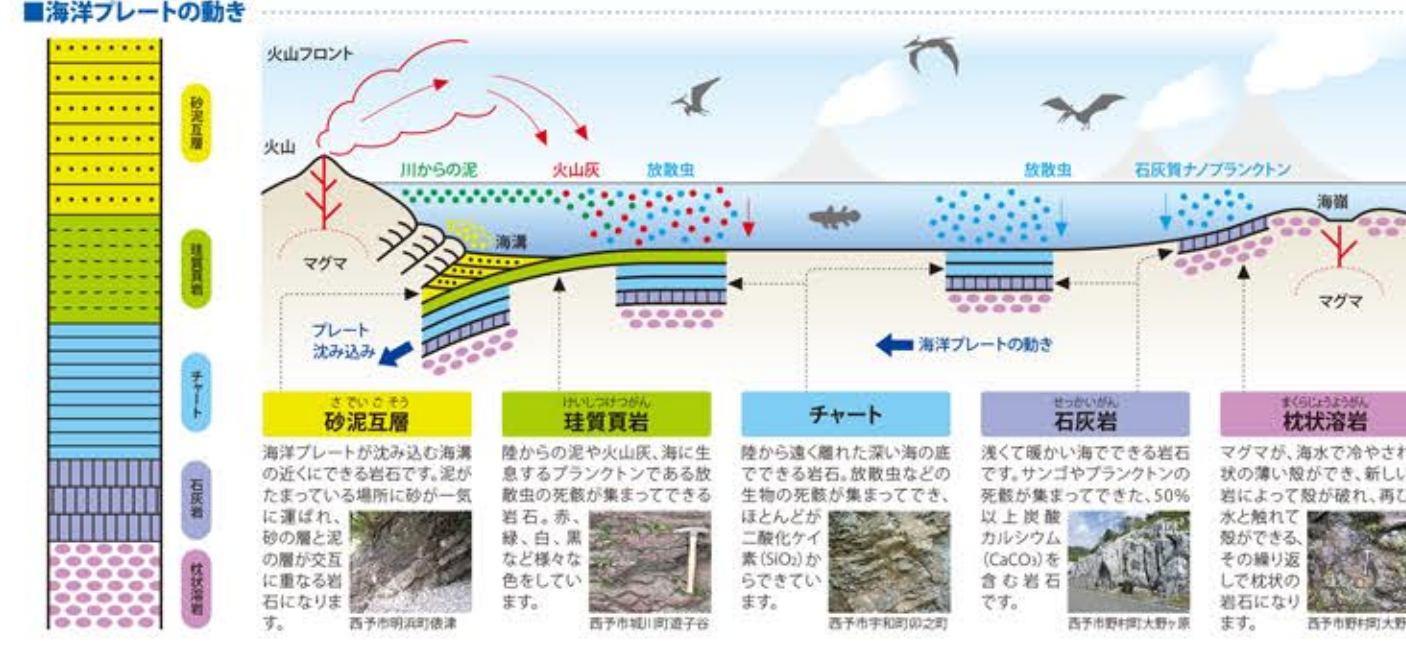 ■海洋プレートの動き
砂泥互層
珪質頁岩
チャート
石灰岩
枕状溶岩
火山フロント
火山
川からの泥
火山灰
放散虫
放散虫
石灰質ナノプランクトン
海嶺
海溝
マグマ
マグマ
プレート
沈み込み
海洋プレートの動き
さ でい ご そう
砂泥互層
海洋プレートが沈み込む海溝
の近くにできる岩石です。泥が
たまっている場所に砂が一気
に運ばれ、
砂の層と泥
の層が交互
に重なる岩
石になりま
す。
西予市明浜町俵津
けいしつけつがん
珪質頁岩
陸からの泥や火山灰、海に生
息するプランクトンである放
散虫の死骸が集まってできる
岩石。赤、
緑、白、黒
など様々な
色をしてい
ます。
西予市城川町遊子谷
チャート
陸から遠く離れた深い海の底
でできる岩石。放散虫などの
生物の死骸が集まってでき、
ほとんどが
二酸化ケイ
素(SiO₂)か
らできてい
ます。
西予市宇和町卯之町
せっかいがん
石灰岩
浅くて暖かい海でできる岩石
です。サンゴやプランクトンの
死骸が集まってできた、50%
以上炭酸
カルシウム
(CaCO₃)を
含む岩石
です。
西予市野村町大野ヶ原
まくらじょうようがん
枕状溶岩
マグマが、海水で冷やされ
状の薄い殻ができ、新しい
岩によって殻が破れ、再び
水と触れて
殻ができる、
その繰り返
しで枕状の
岩石になり
ます。
西予市野村町大野